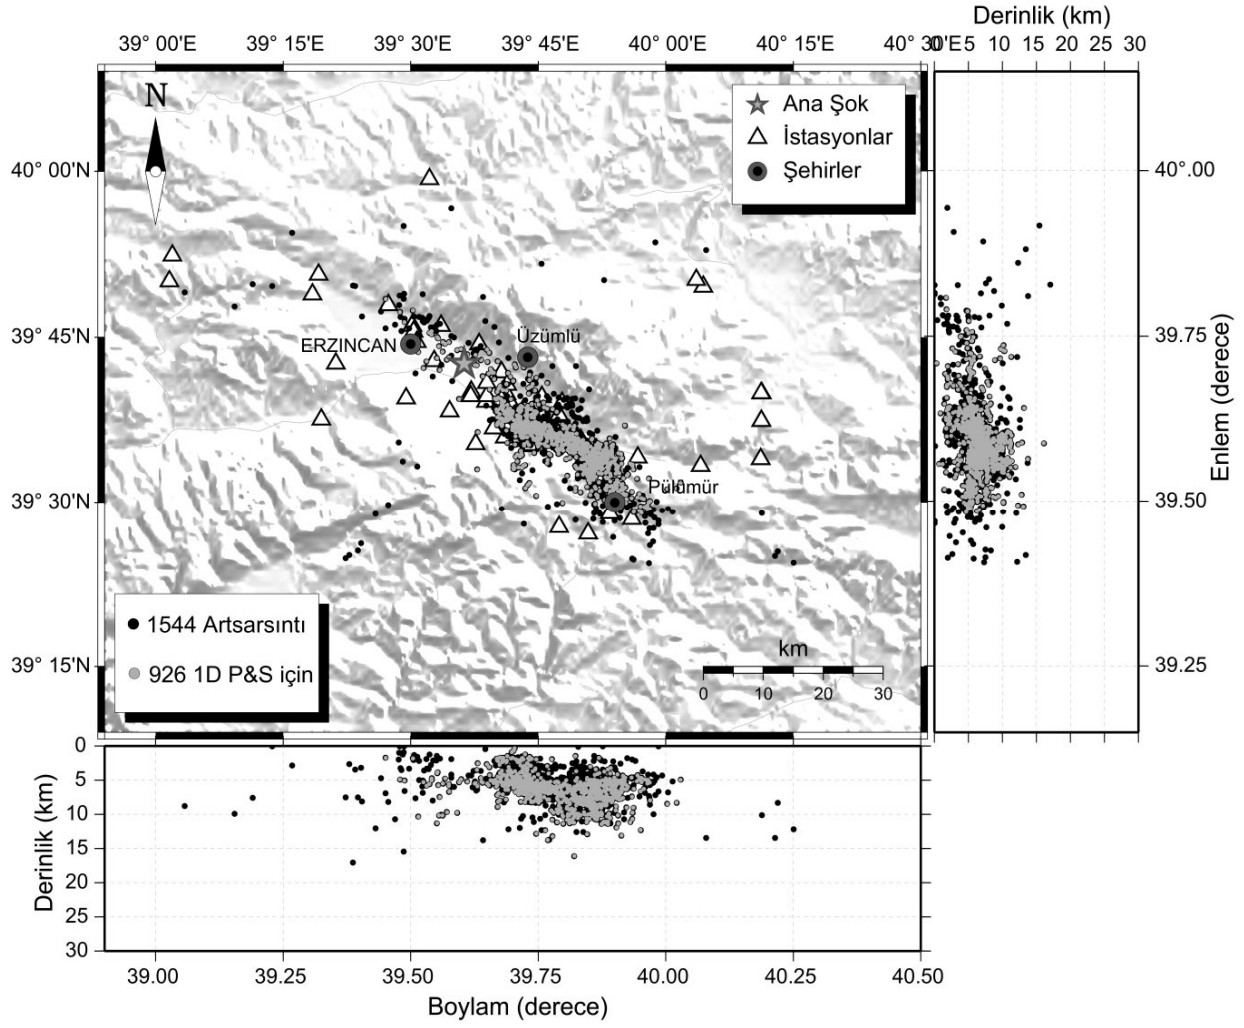 Derinlik (km)
39° 00'E 39° 15'E 39° 30'E 39° 45'E 40° 00'E 40° 15'E 40° 30'E 5 10 15 20 25 30
N
Ana Şok
İstasyonlar
Şehirler
40° 00'N
40°.00
39° 45'N
39.75
ERZINCAN
Üzümlü
Enlem (derece)
39° 30'N
39.50
Pülümür
1544 Artsarsıntı
926 1D P&S için
39° 15'N
39.25
km
0 10 20 30
0
5
10
15
20
25
30
Derinlik (km)
39.00 39.25 39.50 39.75 40.00 40.25 40.50
Boylam (derece)